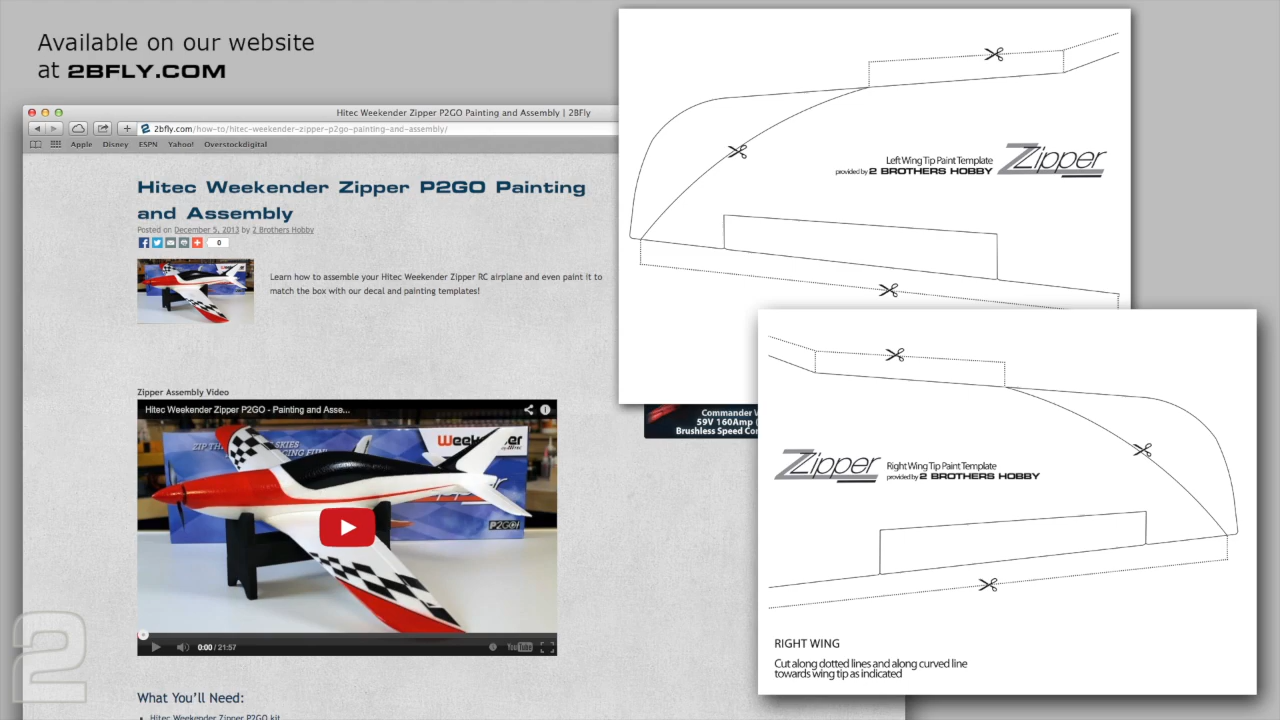 Available on our website
at 2BFLY.COM
Hitec Weekender Zipper P2GO Painting and Assembly | 2BFly
2bfly.com/how-to/hitec-weekender-zipper-p2go-painting-and-assembly/
Apple Disney ESPN Yahoo! Overstockdigital
Hitec Weekender Zipper P2GO Painting
and Assembly
Posted on December 5, 2013 by 2 Brothers Hobby
0
Learn how to assemble your Hitec Weekender Zipper RC airplane and even paint it to
match the box with our decal and painting templates!
Zipper Assembly Video
Hitec Weekender Zipper P2GO - Painting and Asse...
P2GO!
0:00 / 21:57
YouTube
What You'll Need:
Hitec Weekender Zipper P2GO kit
Left Wing Tip Paint Template
provided by 2 BROTHERS HOBBY
Zipper
Commander
59V 160Amp
Brushless Speed
Zipper
Right Wing Tip Paint Template
provided by 2 BROTHERS HOBBY
RIGHT WING
Cut along dotted lines and along curved line
towards wing tip as indicated
2